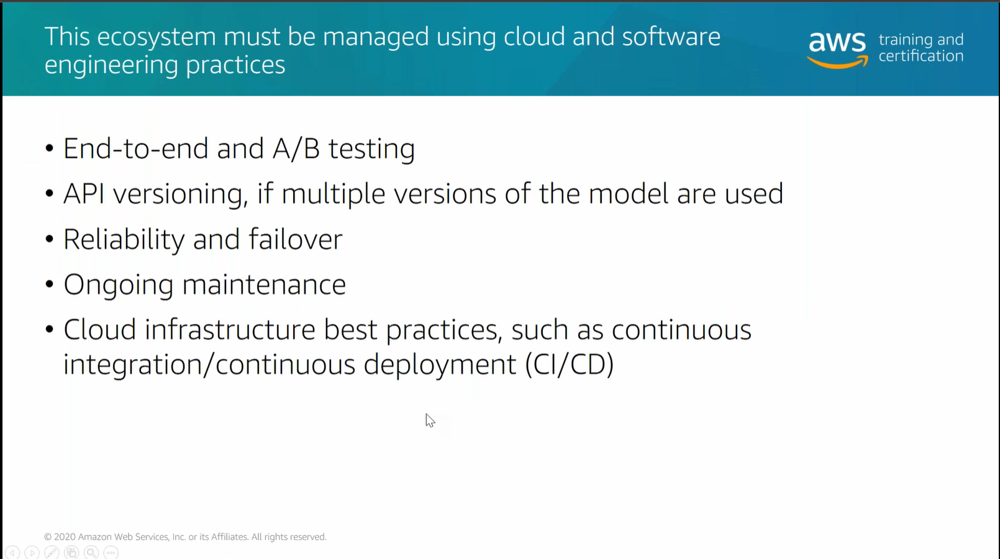 This ecosystem must be managed using cloud and software
engineering practices
aws training and
certification
• End-to-end and A/B testing
• API versioning, if multiple versions of the model are used
• Reliability and failover
• Ongoing maintenance
• Cloud infrastructure best practices, such as continuous
integration/continuous deployment (CI/CD)
© 2020 Amazon Web Services, Inc. or its Affiliates. All rights reserved.